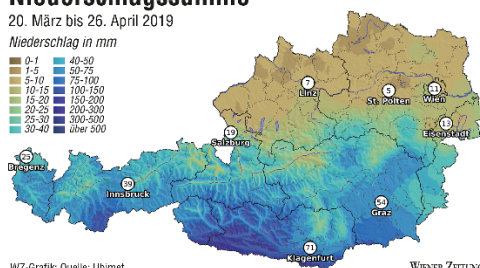 Niederschlagssumme
20. März bis 26. April 2019
Niederschlag in mm
0-1 40-50
1-5 50-75
5-10 75-100
10-15 100-150
15-20 150-200
20-25 200-300
25-30 300-500
30-40 über 500
7
Linz
5
St. Pölten
11
Wien
13
Eisenstadt
19
Salzburg
25
Bregenz
39
Innsbruck
54
Graz
71
Klagenfurt
WZ-Grafik; Quelle: Ubimet
WIENER ZEITUNG